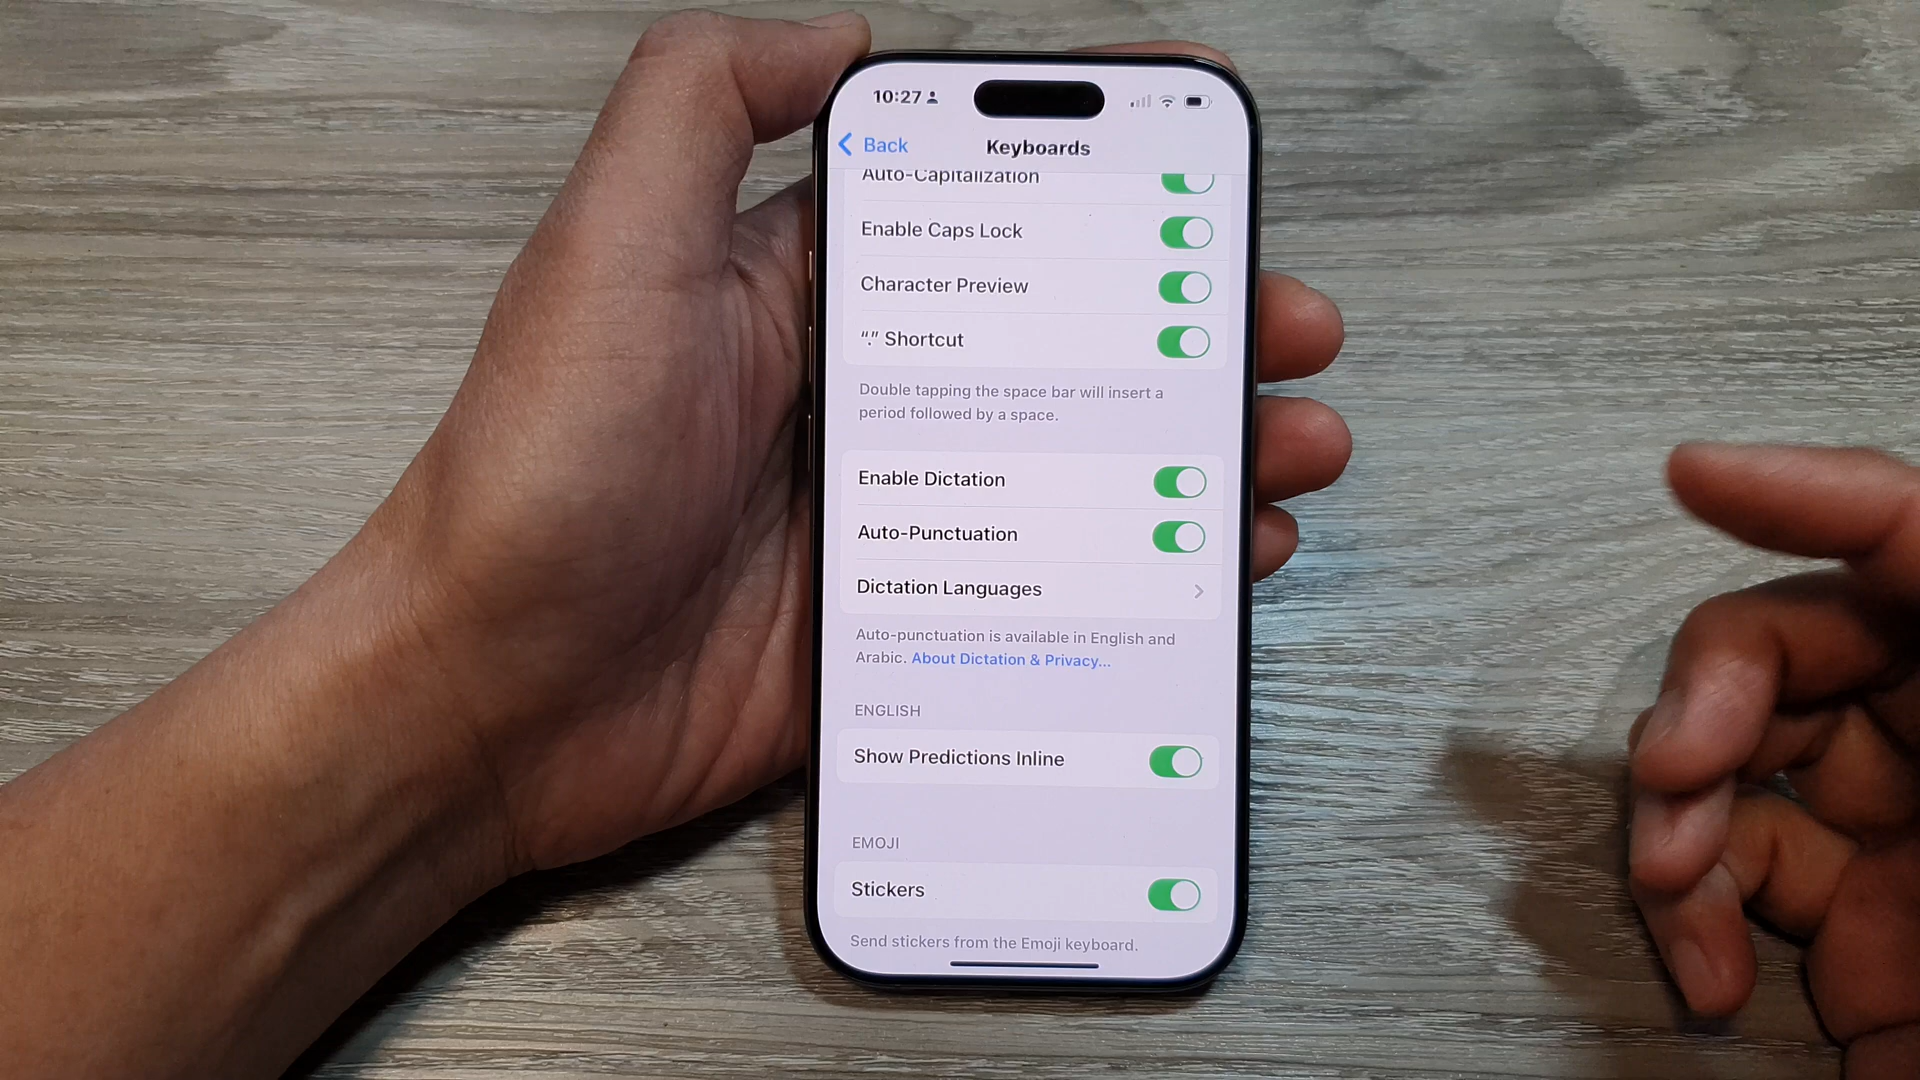 10:27
Back
Keyboards
Auto-Capitalization
Enable Caps Lock
Character Preview
“.” Shortcut
Double tapping the space bar will insert a
period followed by a space.
Enable Dictation
Auto-Punctuation
Dictation Languages
Auto-punctuation is available in English and
Arabic. About Dictation & Privacy...
ENGLISH
Show Predictions Inline
EMOJI
Stickers
Send stickers from the Emoji keyboard.